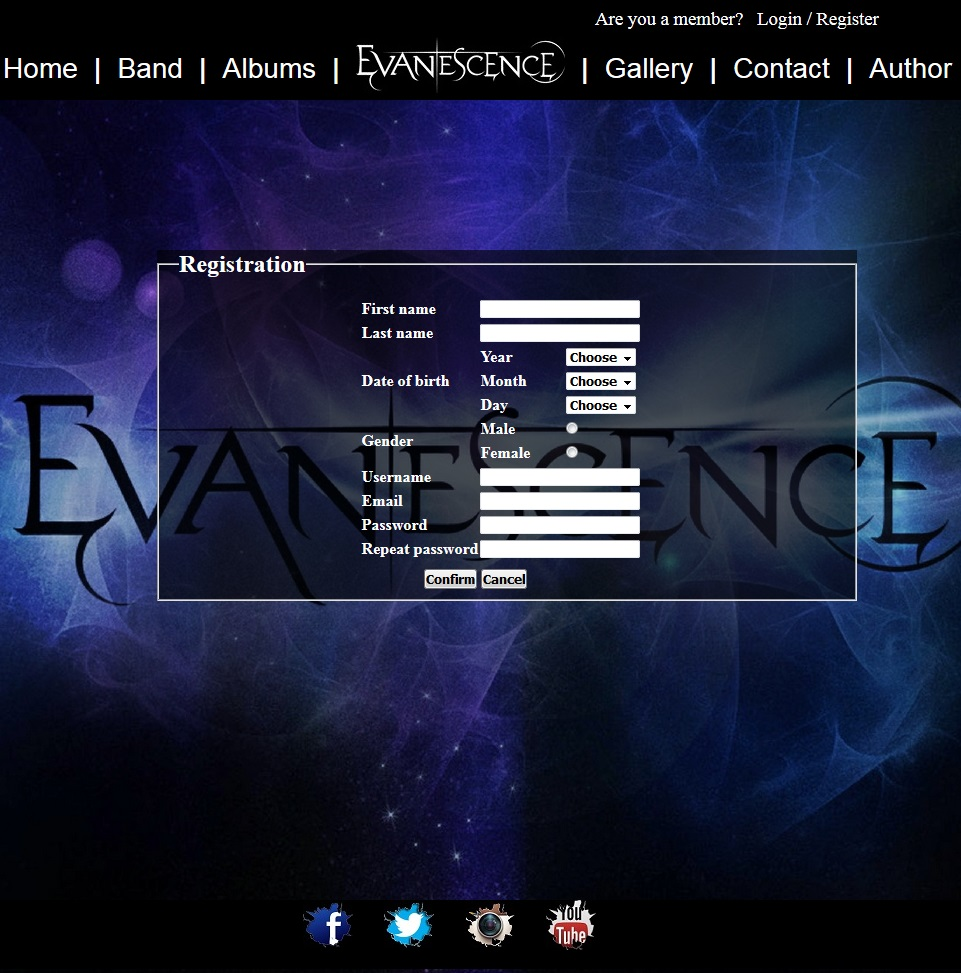 Are you a member? Login / Register
Home | Band | Albums | EVANESCENCE | Gallery | Contact | Author
Registration
First name
Last name
Date of birth
Year Choose
Month Choose
Day Choose
Gender
Male
Female
EVANESCENCE
Username
Email
Password
Repeat password
Confirm Cancel
f
You Tube